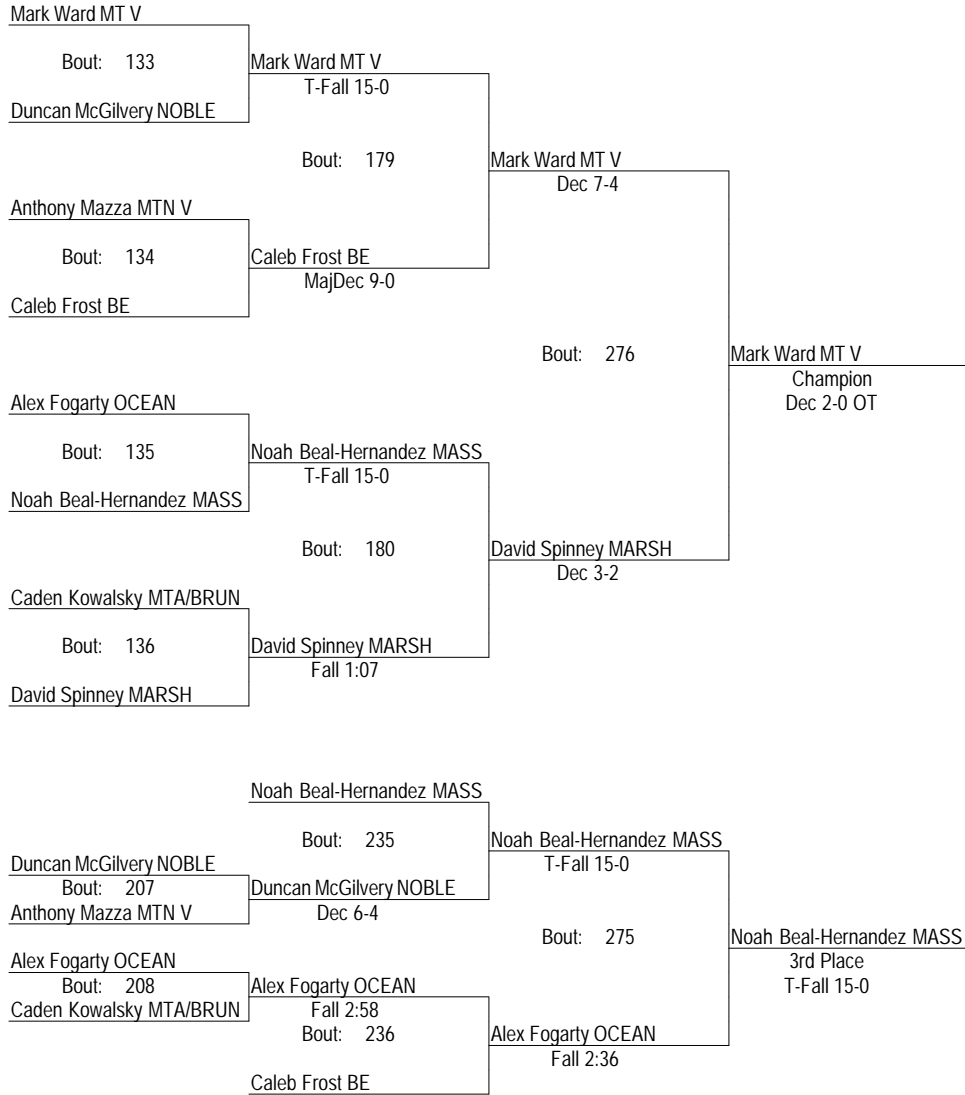 Mark Ward MT V
Bout: 133
Mark Ward MT V
T-Fall 15-0
Duncan McGilvery NOBLE
Bout: 179
Mark Ward MT V
Dec 7-4
Anthony Mazza MTN V
Bout: 134
Caleb Frost BE
MajDec 9-0
Caleb Frost BE
Bout: 276
Mark Ward MT V
Champion
Dec 2-0 OT
Alex Fogarty OCEAN
Bout: 135
Noah Beal-Hernandez MASS
T-Fall 15-0
Noah Beal-Hernandez MASS
Bout: 180
David Spinney MARSH
Dec 3-2
Caden Kowalsky MTA/BRUN
Bout: 136
David Spinney MARSH
Fall 1:07
David Spinney MARSH
Noah Beal-Hernandez MASS
Bout: 235
Noah Beal-Hernandez MASS
T-Fall 15-0
Duncan McGilvery NOBLE
Bout: 207
Duncan McGilvery NOBLE
Dec 6-4
Anthony Mazza MTN V
Bout: 275
Noah Beal-Hernandez MASS
3rd Place
T-Fall 15-0
Alex Fogarty OCEAN
Bout: 208
Alex Fogarty OCEAN
Fall 2:58
Caden Kowalsky MTA/BRUN
Bout: 236
Alex Fogarty OCEAN
Fall 2:36
Caleb Frost BE